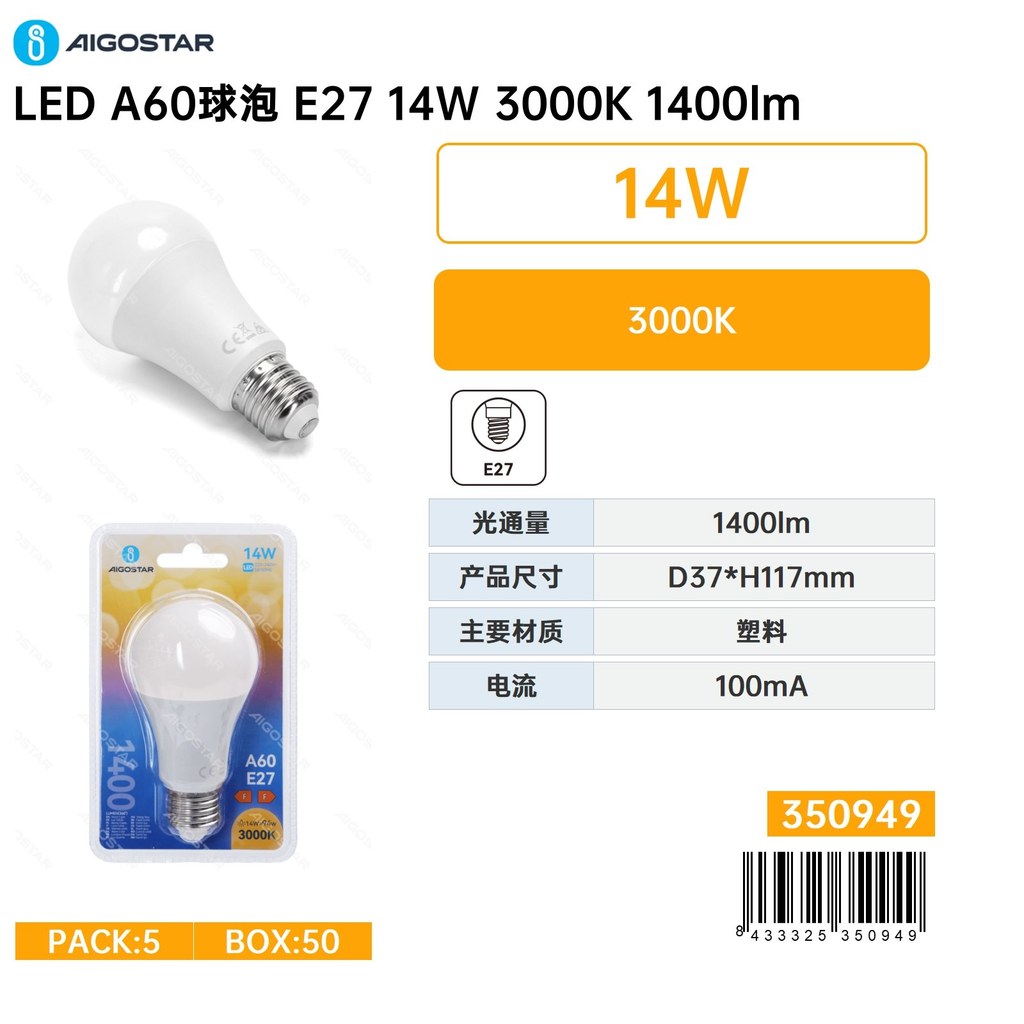 AIGOSTAR
LED A60球泡 E27 14W 3000K 1400lm
14W
3000K
E27
光通量 1400lm
产品尺寸 D37*H117mm
主要材质 塑料
电流 100mA
AIGOSTAR
14W
LED
1400
A60
E27
3000K
350949
8 433325 350949
PACK:5 BOX:50